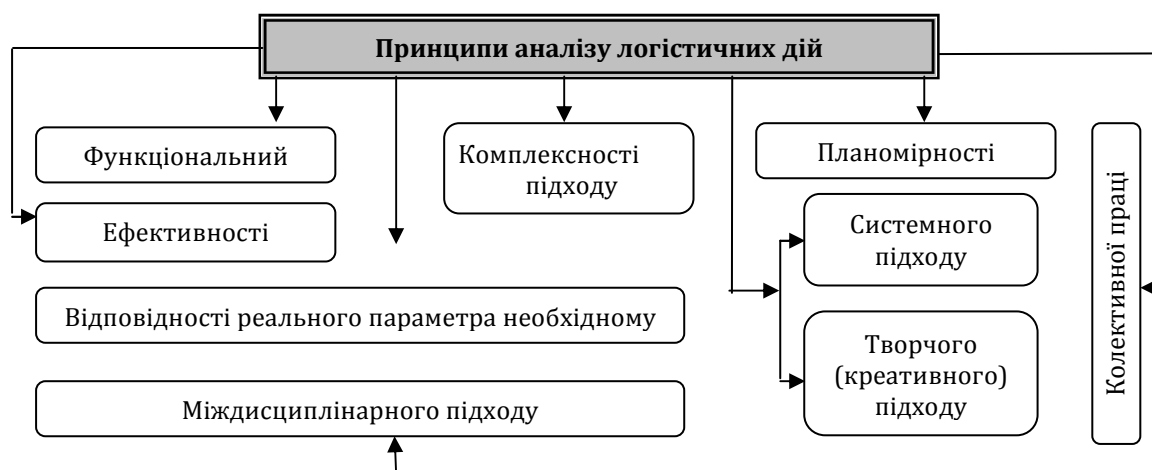 Принципи аналізу логістичних дій
Функціональний
Комплексності
підходу
Планомірності
Ефективності
Системного
підходу
Відповідності реального параметра необхідному
Творчого
(креативного)
підходу
Міждисциплінарного підходу
Колективної праці